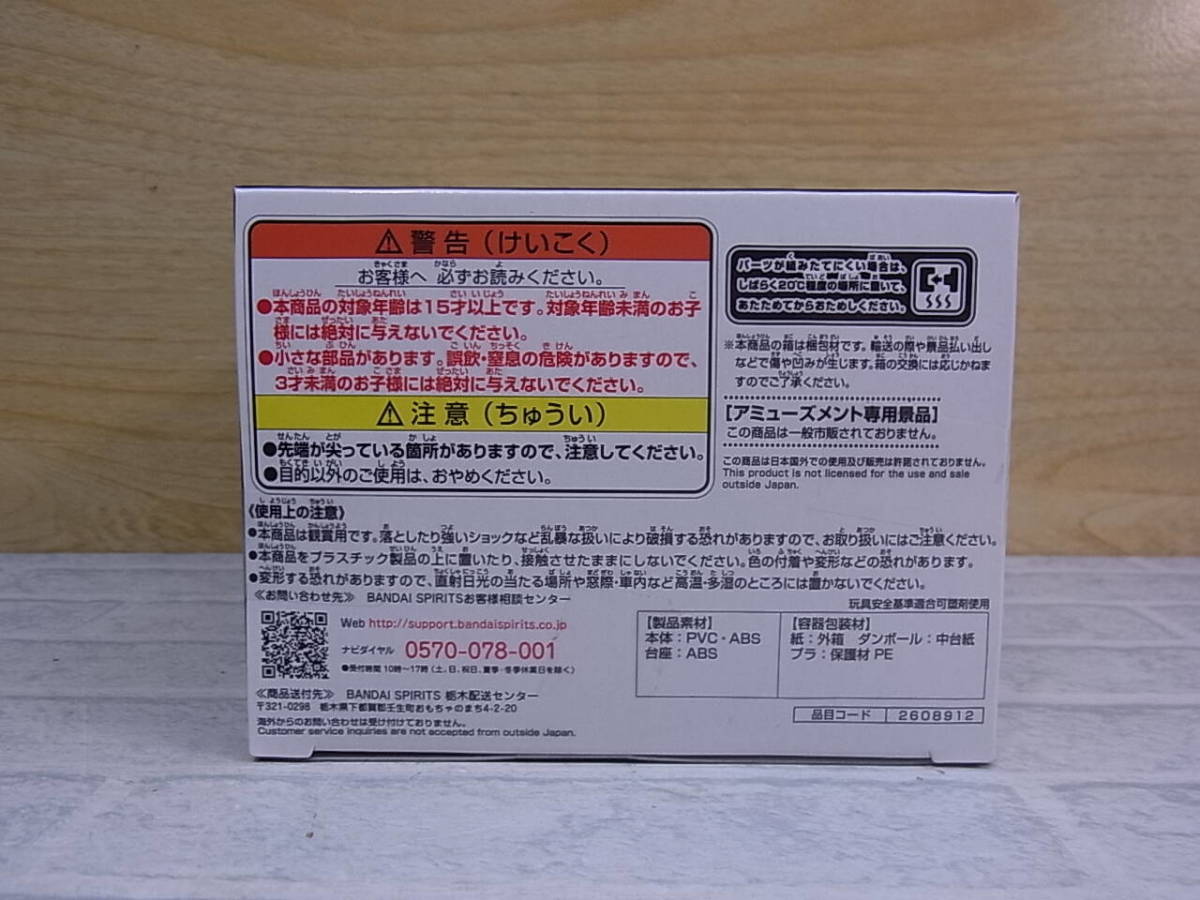 ⚠警告(けいこく)
お客様へ 必ずお読みください。
●本商品の対象年齢は15才以上です。対象年齢未満のお子
様には絶対に与えないでください。
●小さな部品があります。誤飲・窒息の危険がありますので、
3才未満のお子様には絶対に与えないでください。
⚠注意(ちゅうい)
●先端が尖っている箇所がありますので、注意してください。
●目的以外のご使用は、おやめください。
パーツが組みたてにくい場合は、
しばらく20℃程度の場所に置いて、
あたためてからおためしください。
※本商品の箱は梱包材です。輸送の際や景品払い出し
などで傷や凹みが生じます。箱の交換には応じかねま
すのでご了承ください。
【アミューズメント専用景品】
この商品は一般市販されておりません。
この商品は日本国外での使用及び販売は許諾されておりません。
This product is not licensed for the use and sale
outside Japan.
《使用上の注意》
●本商品は観賞用です。落としたり強いショックなど乱暴な扱いにより破損する恐れがありますので、お取り扱いにはご注意ください。
●本商品をプラスチック製品の上に置いたり、接触させたままにしないでください。色の付着や変形などの恐れがあります。
●変形する恐れがありますので、直射日光の当たる場所や窓際・車内など高温・多湿のところには置かないでください。
《お問い合わせ先》 BANDAI SPIRITSお客様相談センター
Web http://support.bandaispirits.co.jp
ナビダイヤル 0570-078-001
●受付時間 10時〜17時(土、日、祝日、夏季・冬季休業日を除く)
《商品送付先》 BANDAI SPIRITS 栃木配送センター
〒321-0298 栃木県下都賀郡壬生町おもちゃのまち4-2-20
海外からのお問い合わせは受け付けておりません。
Customer service inquiries are not accepted from outside Japan.
玩具安全基準適合可塑剤使用
【製品素材】
本体:PVC・ABS
台座:ABS
【容器包装材】
紙:外箱 ダンボール:中台紙
プラ:保護材 PE
品目コード 2608912